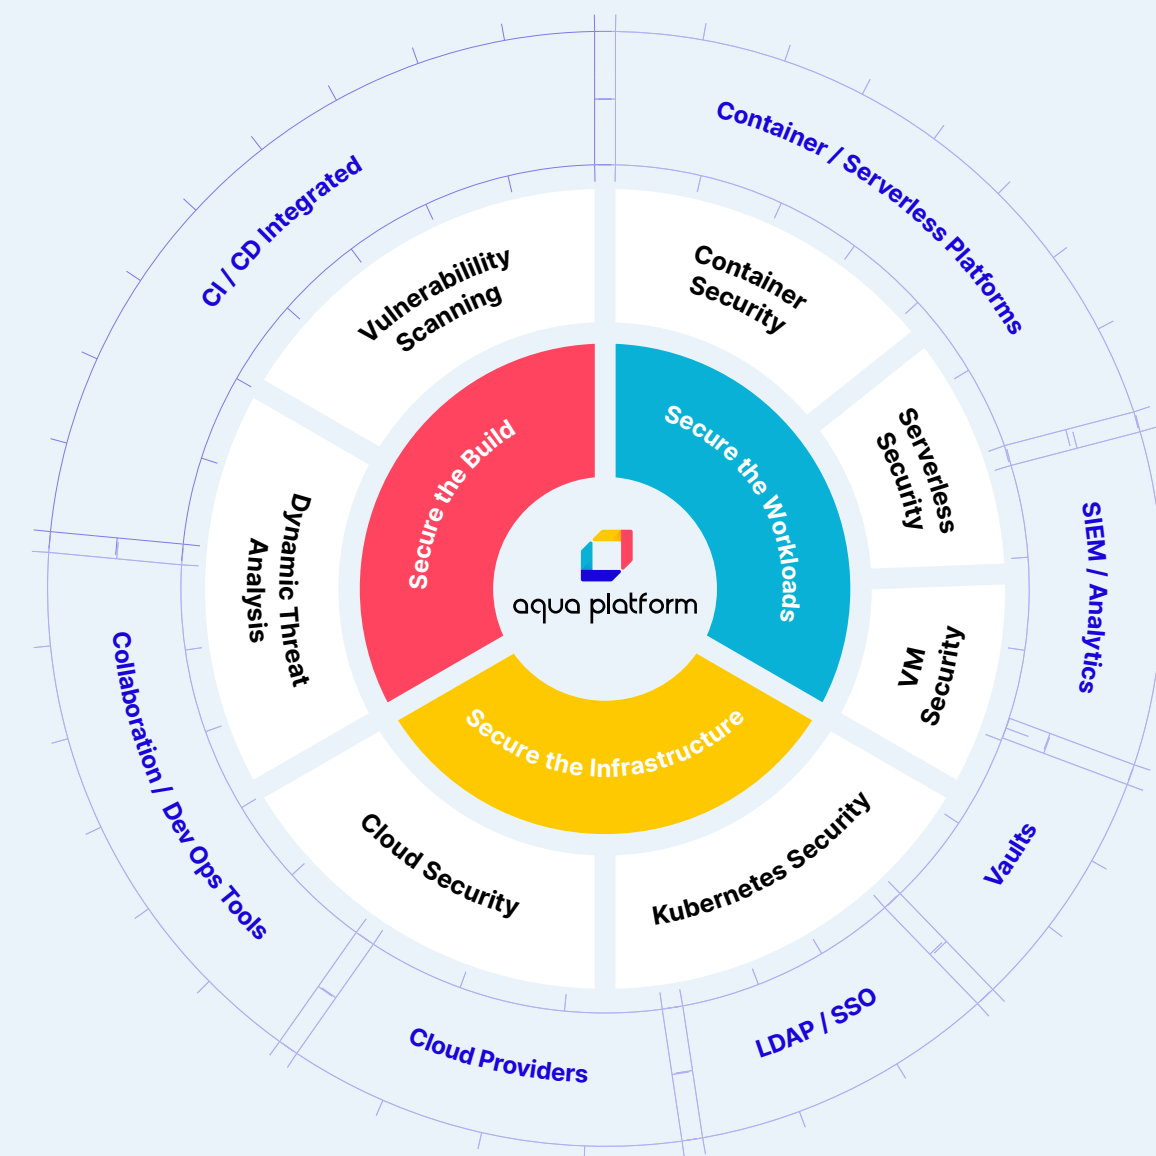 CI / CD Integrated
Container / Serverless Platforms
SIEM / Analytics
Vaults
LDAP / SSO
Cloud Providers
Collaboration / Dev Ops Tools
Vulnerabilility
Scanning
Container
Security
Serverless
Security
VM
Security
Kubernetes Security
Cloud Security
Dynamic Threat
Analysis
Secure the Build
Secure the Workloads
Secure the Infrastructure
aqua platform